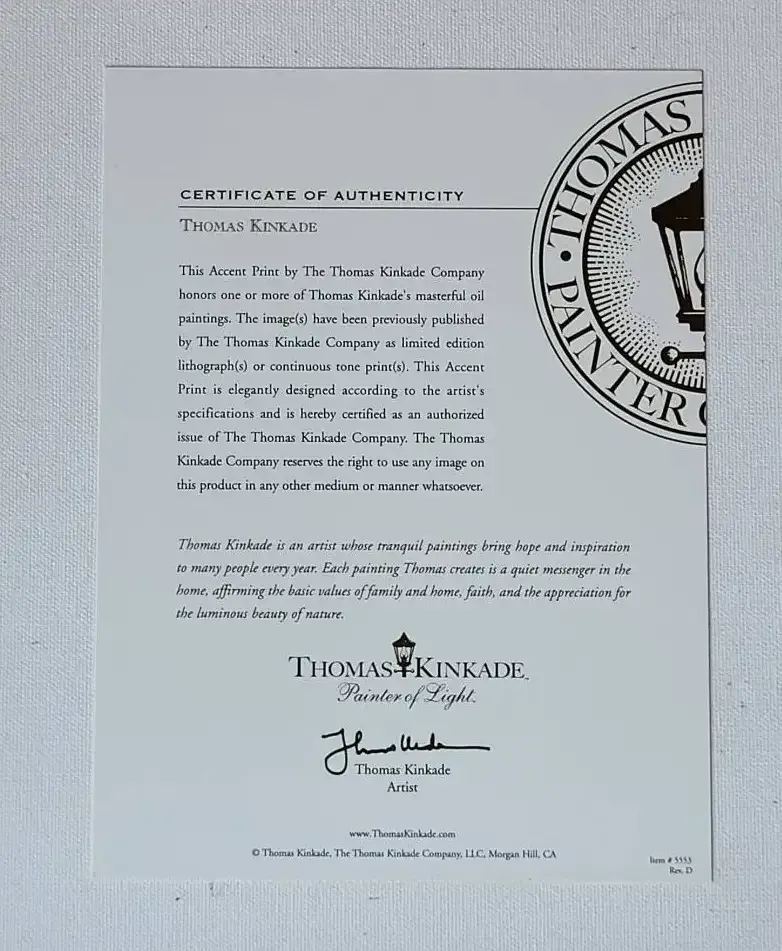 CERTIFICATE OF AUTHENTICITY
THOMAS KINKADE
This Accent Print by The Thomas Kinkade Company
honors one or more of Thomas Kinkade's masterful oil
paintings. The image(s) have been previously published
by The Thomas Kinkade Company as limited edition
lithograph(s) or continuous tone print(s). This Accent
Print is elegantly designed according to the artist's
specifications and is hereby certified as an authorized
issue of The Thomas Kinkade Company. The Thomas
Kinkade Company reserves the right to use any image on
this product in any other medium or manner whatsoever.
THOMAS
PAINTER
Thomas Kinkade is an artist whose tranquil paintings bring hope and inspiration
to many people every year. Each painting Thomas creates is a quiet messenger in the
home, affirming the basic values of family and home, faith, and the appreciation for
the luminous beauty of nature.
THOMAS KINKADE™
Painter of Light™
Thomas Kinkade
Artist
www.ThomasKinkade.com
© Thomas Kinkade, The Thomas Kinkade Company, LLC, Morgan Hill, CA
Item # 5553
Rev. D